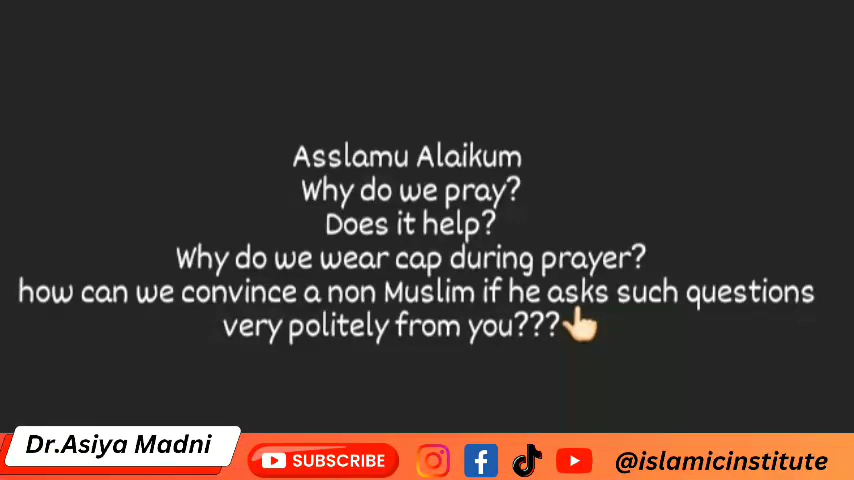 Asslamu Alaikum
Why do we pray?
Does it help?
Why do we wear cap during prayer?
how can we convince a non Muslim if he asks such questions
very politely from you???👆🏻
Dr.Asiya Madni
SUBSCRIBE
@islamicinstitute